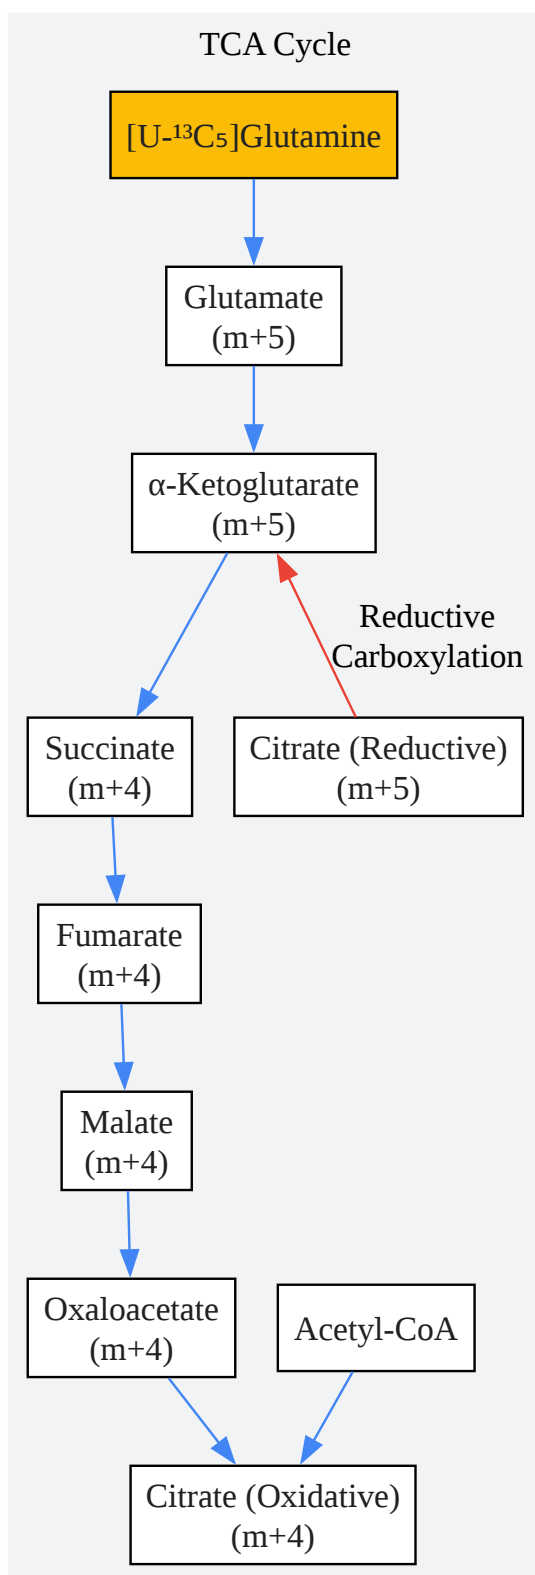 TCA Cycle
[U-¹³C₅]Glutamine
Glutamate
(m+5)
α-Ketoglutarate
(m+5)
Reductive
Carboxylation
Succinate
(m+4)
Citrate (Reductive)
(m+5)
Fumarate
(m+4)
Malate
(m+4)
Oxaloacetate
(m+4)
Acetyl-CoA
Citrate (Oxidative)
(m+4)